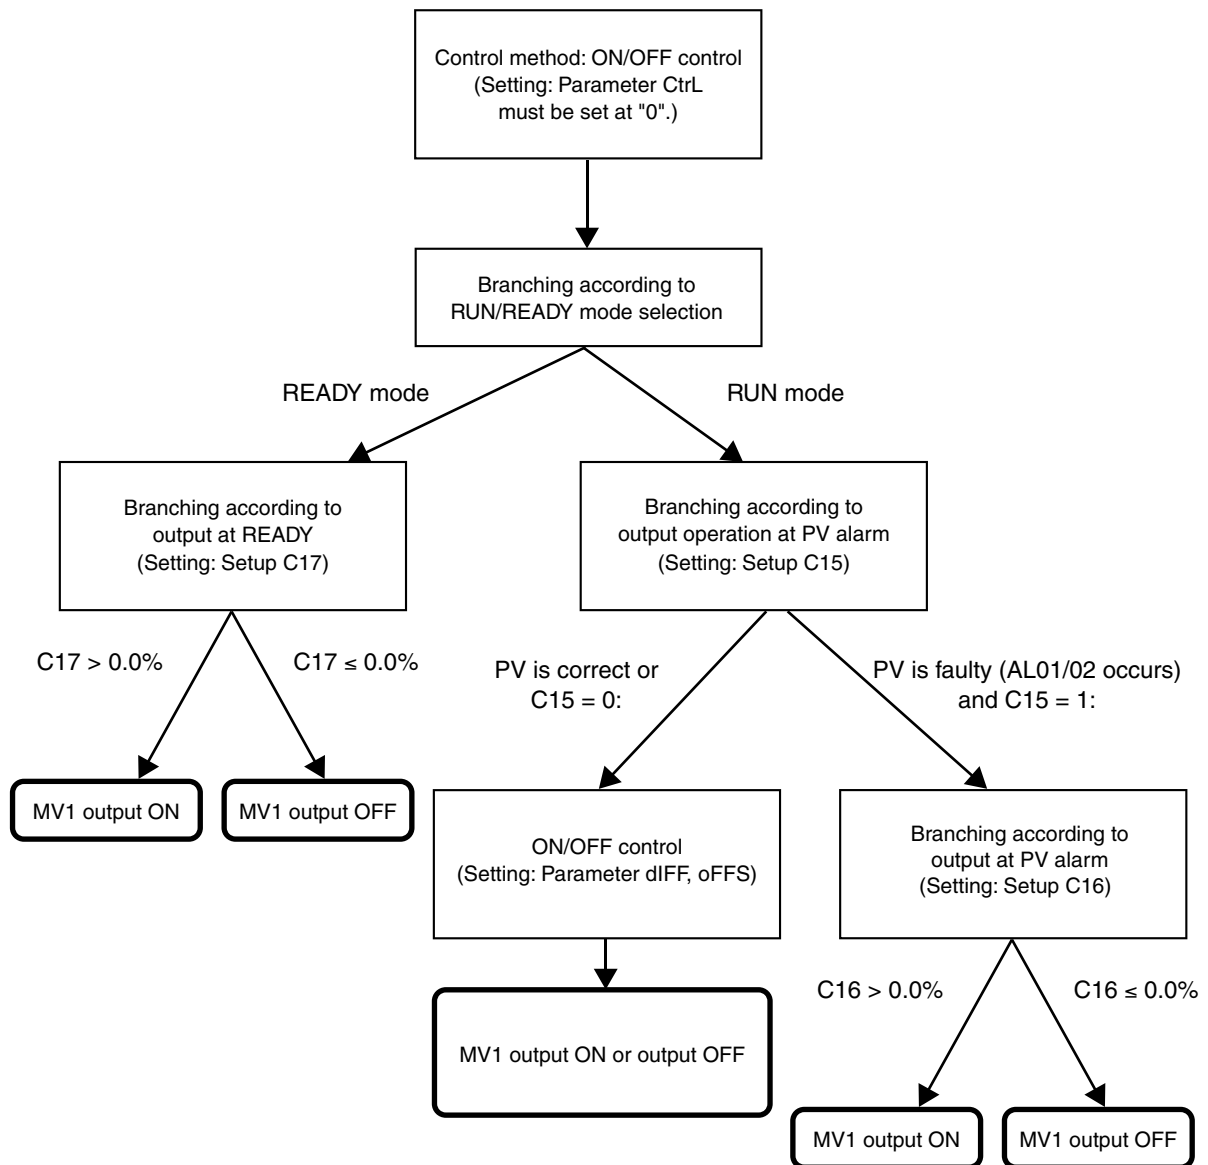 Control method: ON/OFF control
(Setting: Parameter CtrL
must be set at "0".)
Branching according to
RUN/READY mode selection
READY mode
RUN mode
Branching according to
output at READY
(Setting: Setup C17)
Branching according to
output operation at PV alarm
(Setting: Setup C15)
C17 > 0.0%
C17 ≤ 0.0%
PV is correct or
C15 = 0:
PV is faulty (AL01/02 occurs)
and C15 = 1:
MV1 output ON
MV1 output OFF
ON/OFF control
(Setting: Parameter dIFF, oFFS)
Branching according to
output at PV alarm
(Setting: Setup C16)
C16 > 0.0%
C16 ≤ 0.0%
MV1 output ON or output OFF
MV1 output ON
MV1 output OFF